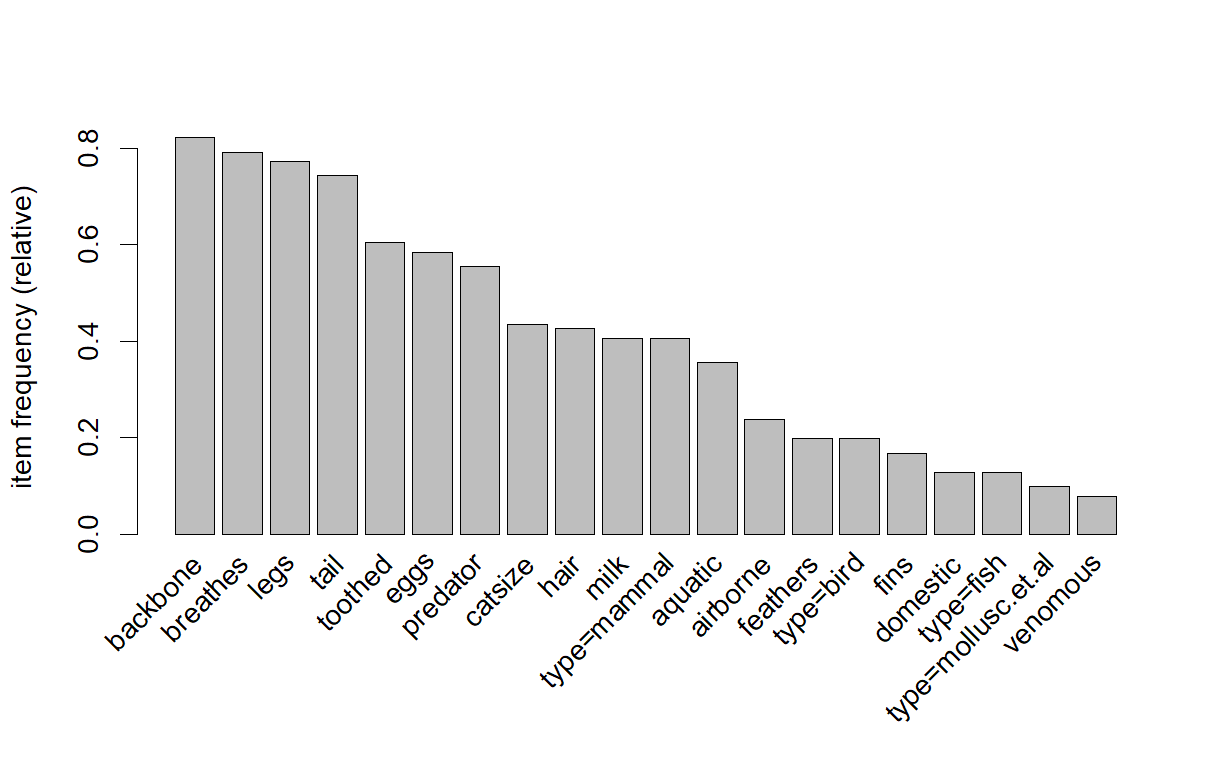 item frequency (relative)
0.8
0.6
0.4
0.2
0.0
backbone
breathes
legs
tail
toothed
eggs
predator
catsize
hair
milk
type=mammal
aquatic
airborne
feathers
type=bird
fins
domestic
type=fish
type=mollusc.et.al
venomous